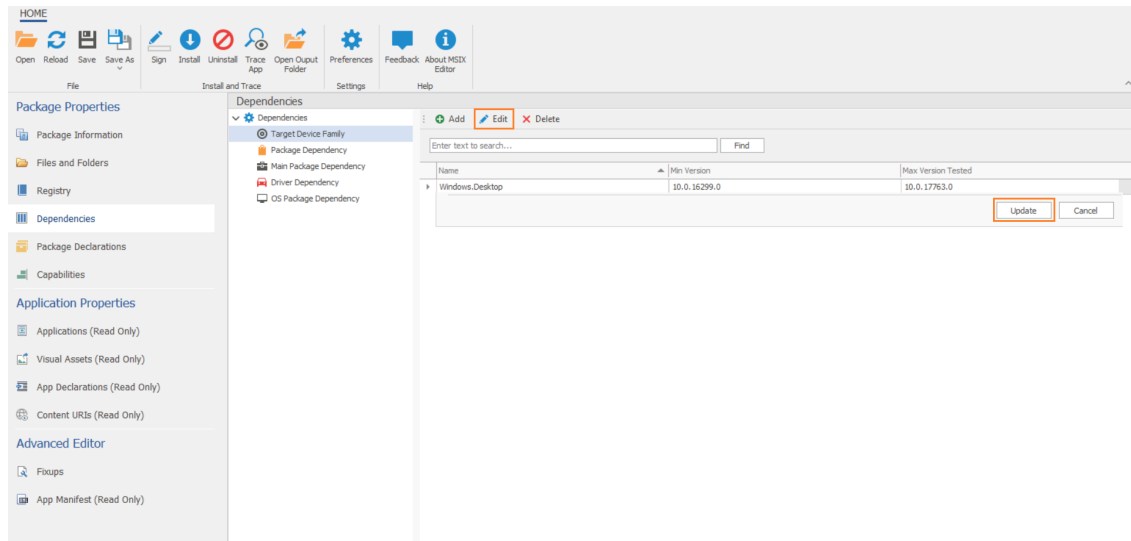 HOME
Open Reload Save Save As Sign Install Uninstall Trace App Open Ouput Folder Preferences Feedback About MSIX Editor
File Install and Trace Settings Help
Package Properties
Package Information
Files and Folders
Registry
Dependencies
Package Declarations
Capabilities
Application Properties
Applications (Read Only)
Visual Assets (Read Only)
App Declarations (Read Only)
Content URIs (Read Only)
Advanced Editor
Fixups
App Manifest (Read Only)
Dependencies
Dependencies
Target Device Family
Package Dependency
Main Package Dependency
Driver Dependency
OS Package Dependency
Add Edit Delete
Enter text to search... Find
Name Min Version Max Version Tested
Windows.Desktop 10.0.16299.0 10.0.17763.0
Update Cancel